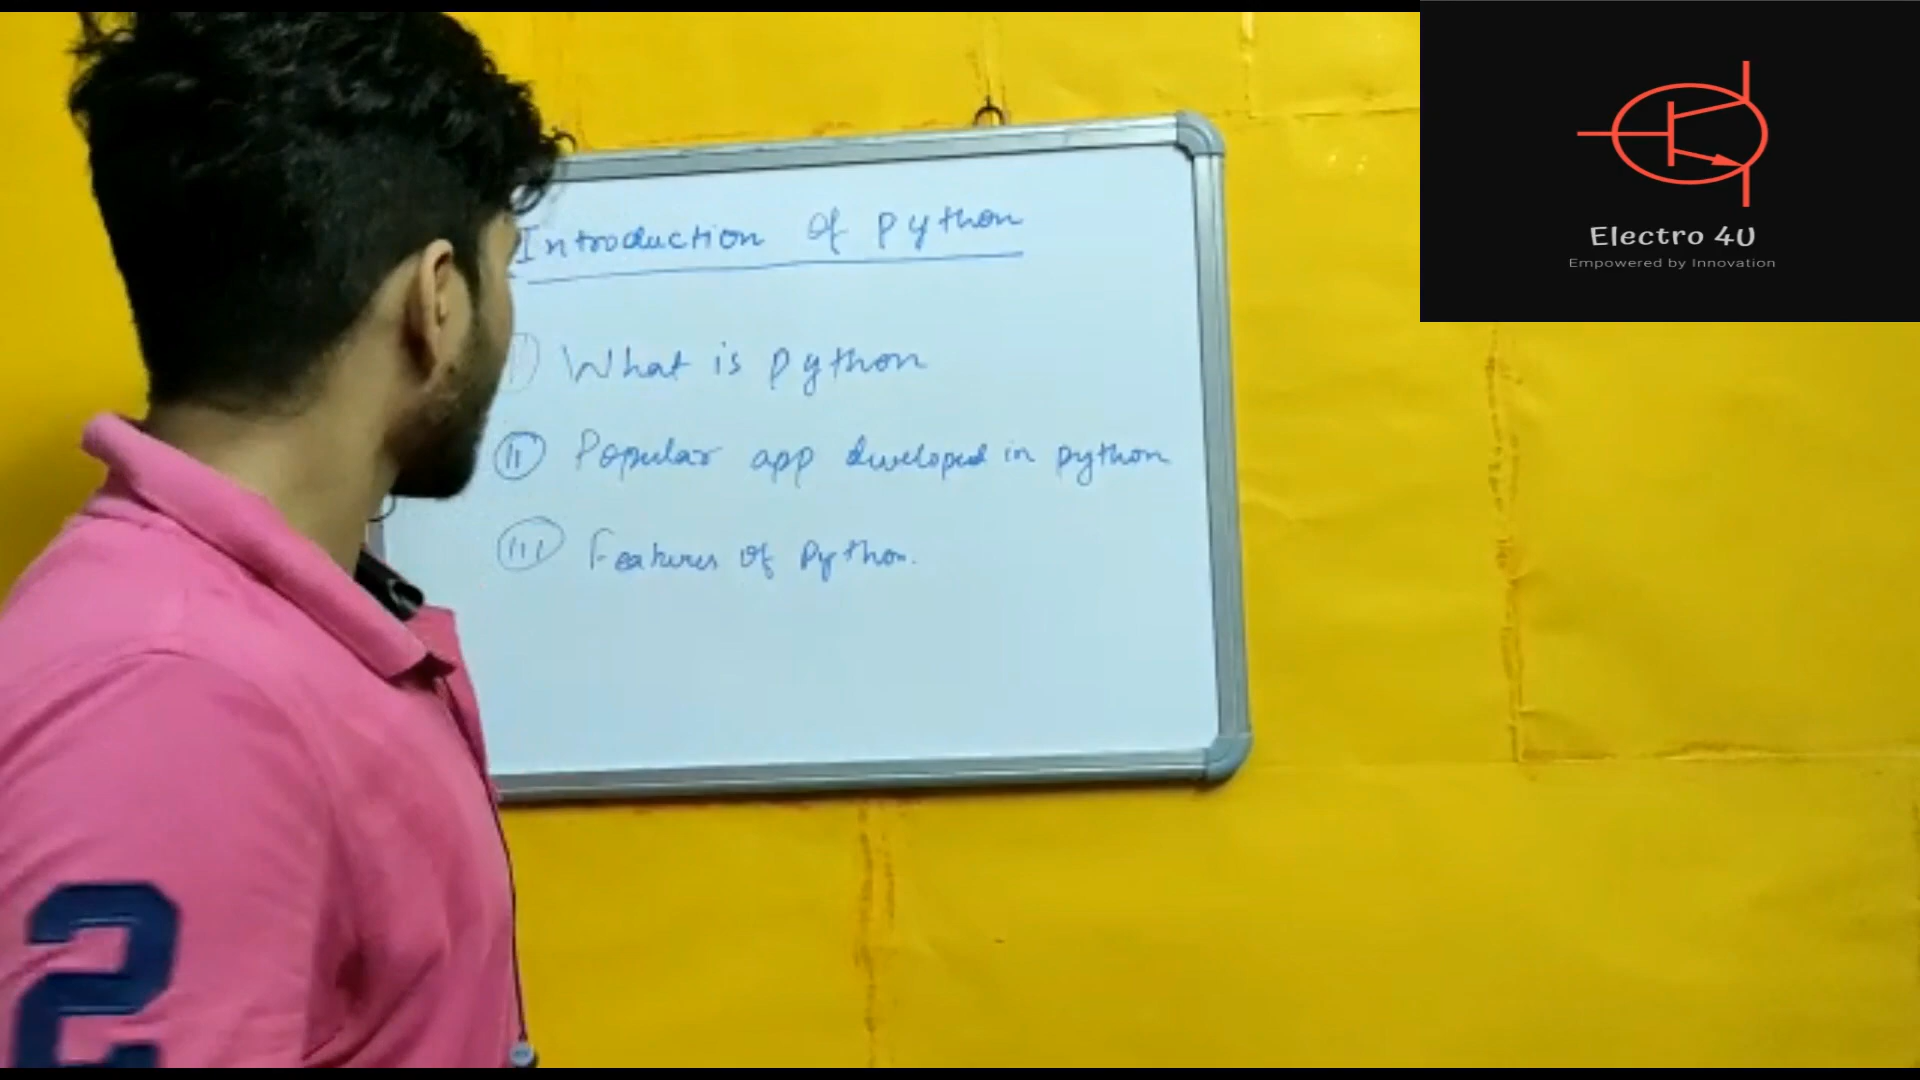 Introduction of python
I) What is python
II Popular app developed in python
III Features of Python.
Electro 4U
Empowered by Innovation
2